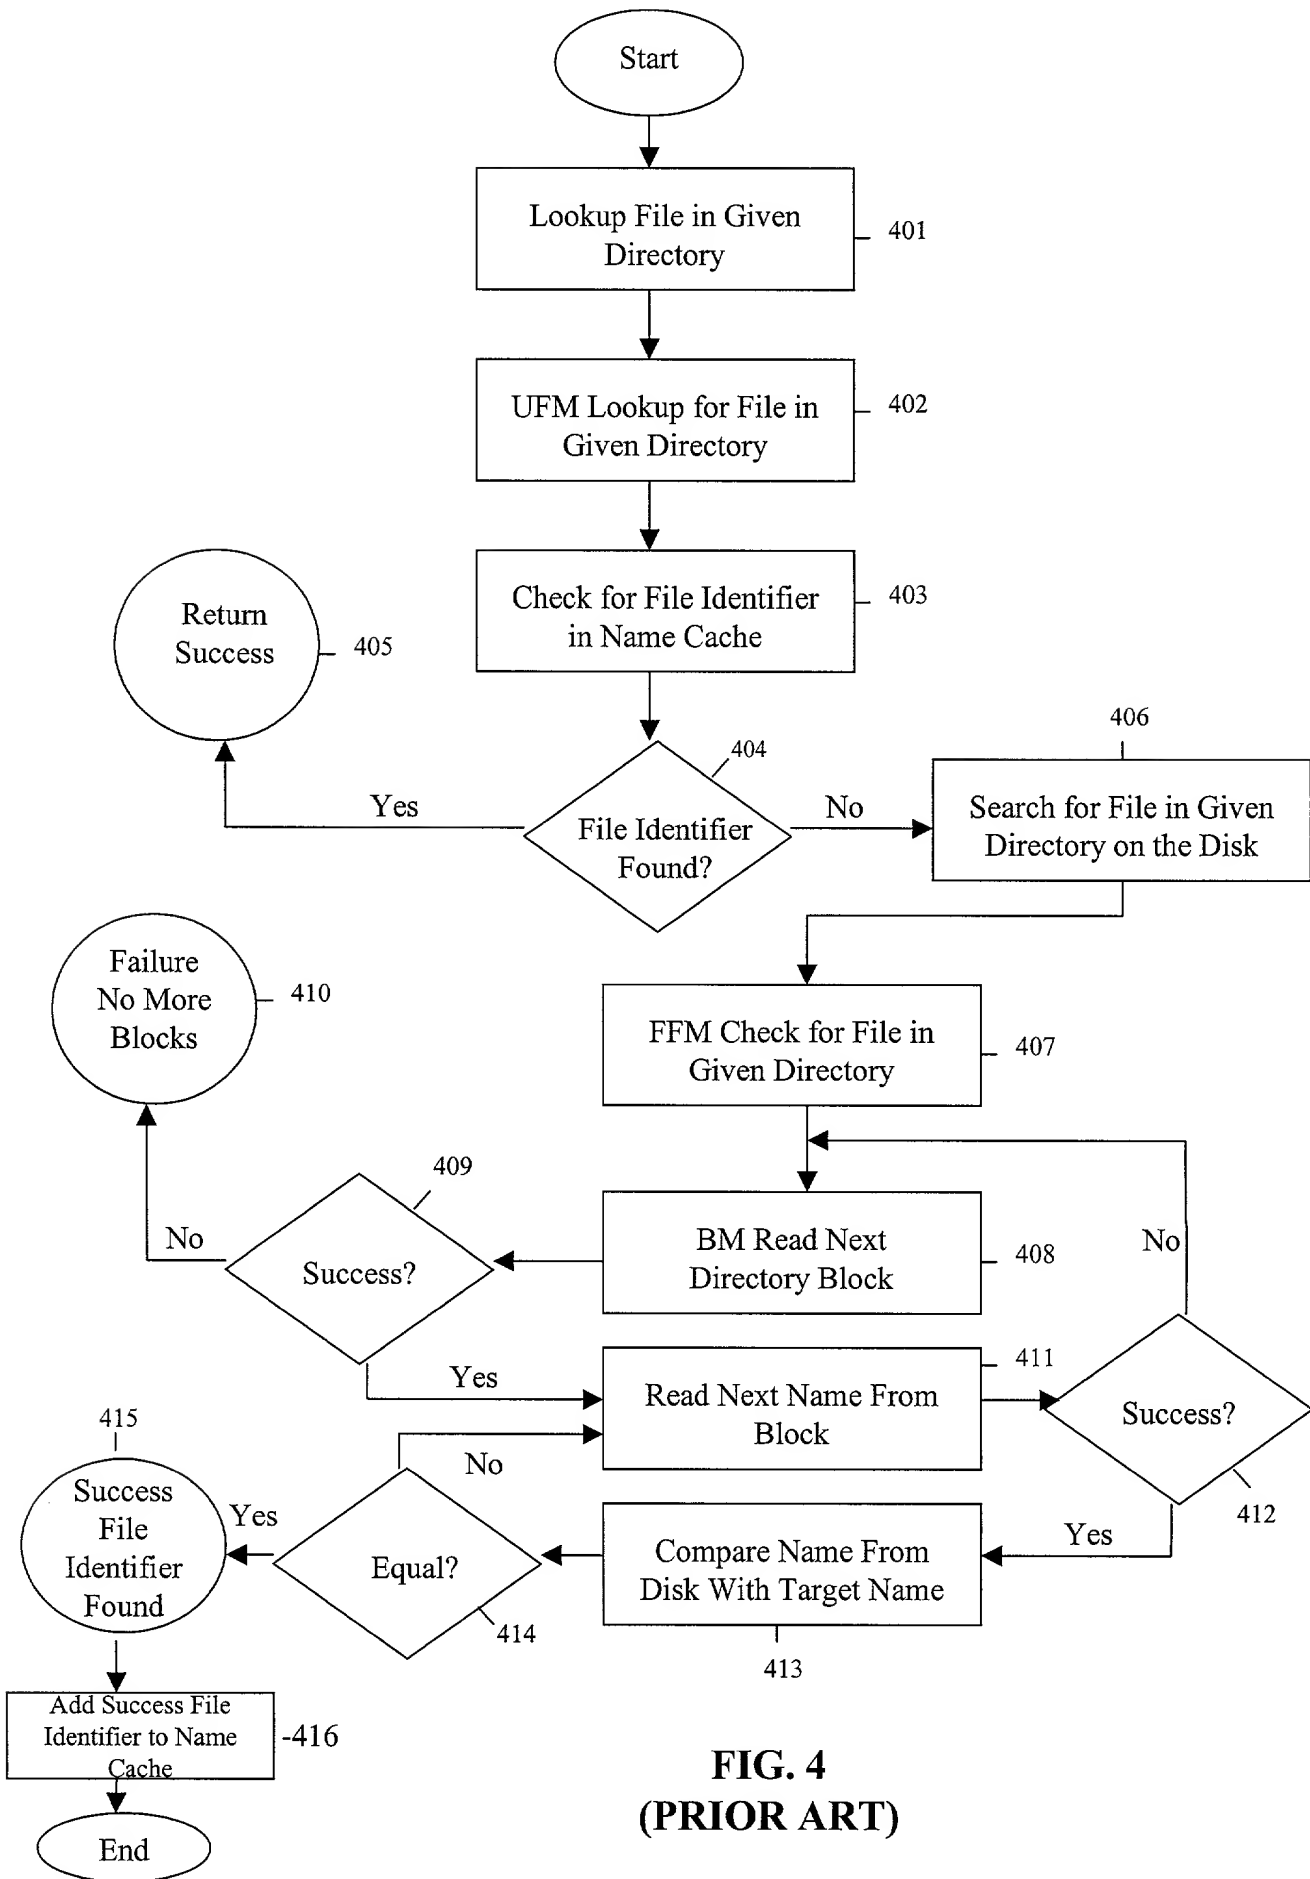 Start
Lookup File in Given
Directory
401
UFM Lookup for File in
Given Directory
402
Check for File Identifier
in Name Cache
403
Return
Success
405
404
File Identifier
Found?
Yes
No
406
Search for File in Given
Directory on the Disk
Failure
No More
Blocks
410
FFM Check for File in
Given Directory
407
409
Success?
No
Yes
BM Read Next
Directory Block
408
No
Read Next Name From
Block
411
Success?
412
Yes
Compare Name From
Disk With Target Name
413
Equal?
414
No
Yes
415
Success
File
Identifier
Found
Add Success File
Identifier to Name
Cache
-416
End
FIG. 4
(PRIOR ART)